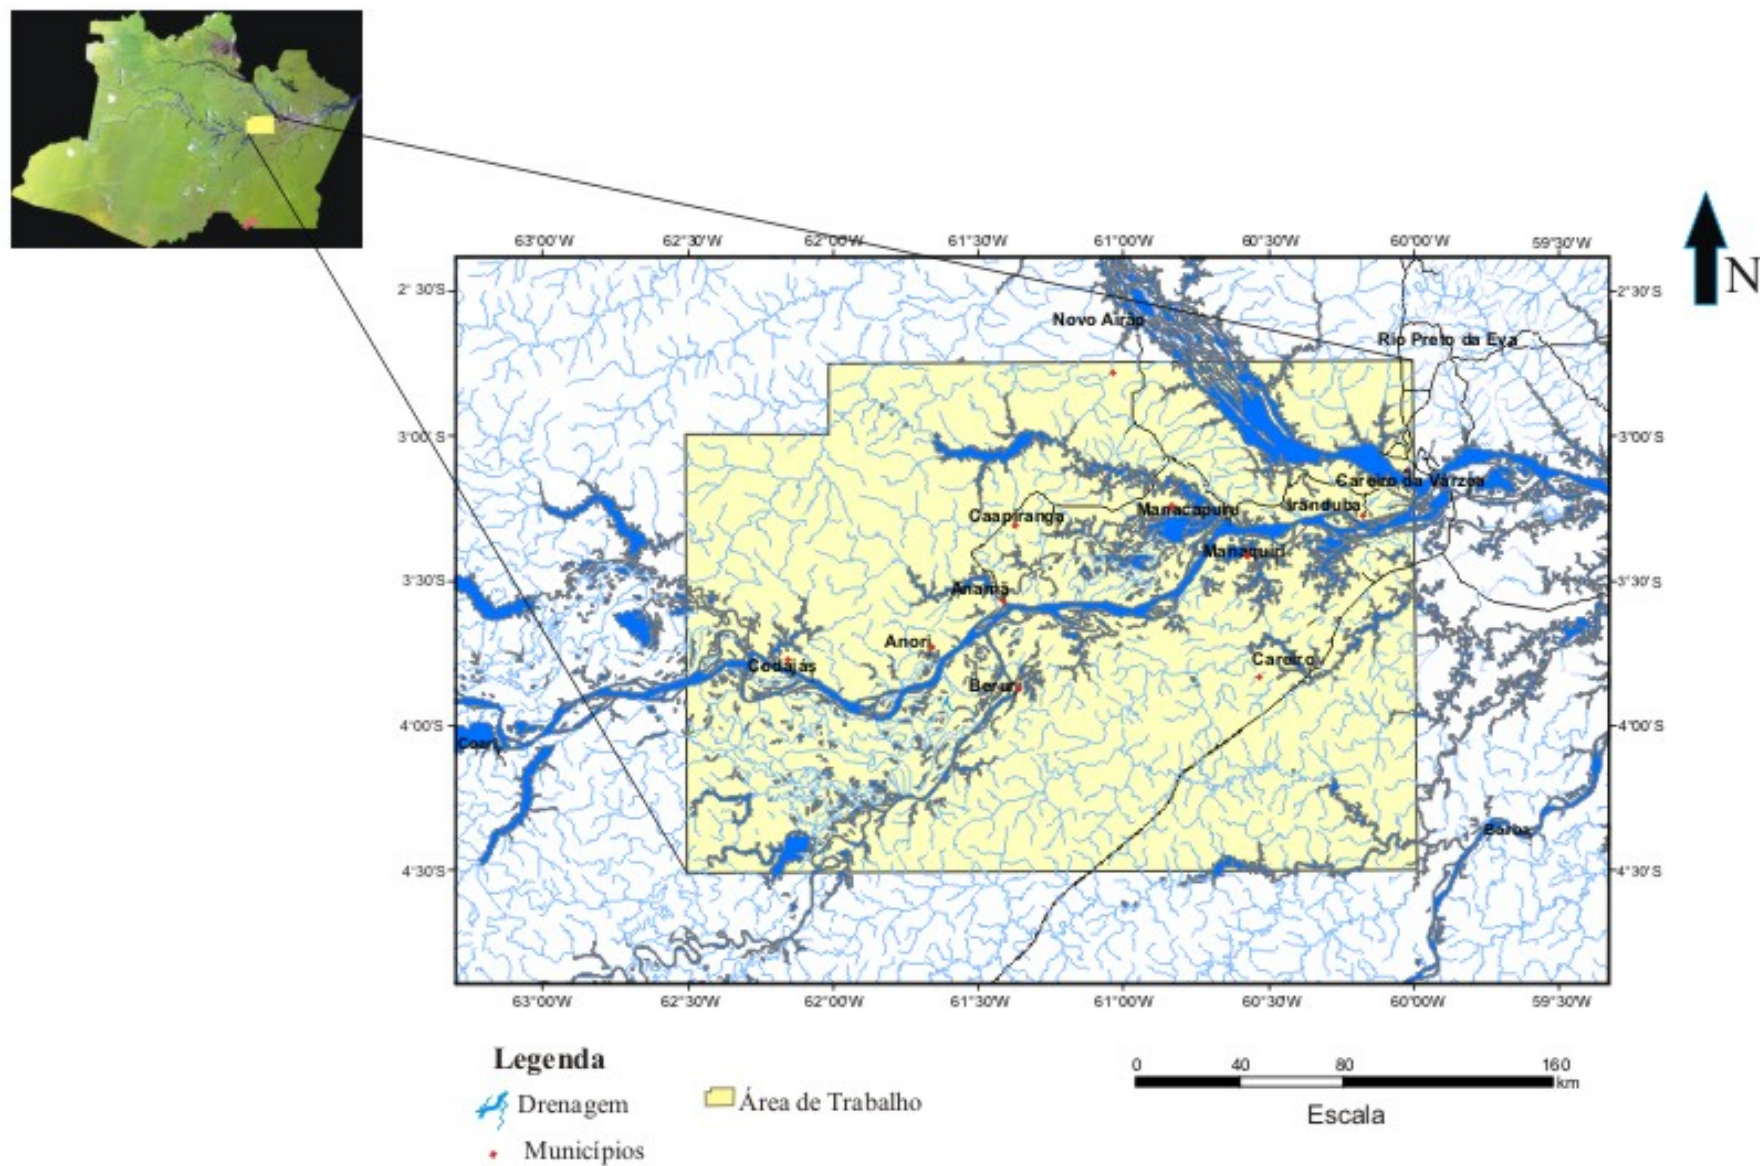 63°00'W 62°30'W 62°00'W 61°30'W 61°00'W 60°30'W 60°00'W 59°30'W
2°30'S 2°30'S
N
Novo Airão
Rio Preto da Eva
3°00'S 3°00'S
Careiro da Várzea
Caapiranga Manacapuru Iranduba
Manaquiri
3°30'S 3°30'S
Anamã
Anori
Codajás Careiro
Beruri
4°00'S 4°00'S
Coari
Borba
4°30'S 4°30'S
63°00'W 62°30'W 62°00'W 61°30'W 61°00'W 60°30'W 60°00'W 59°30'W
Legenda
Drenagem
Área de Trabalho
Municípios
0 40 80 160
km
Escala